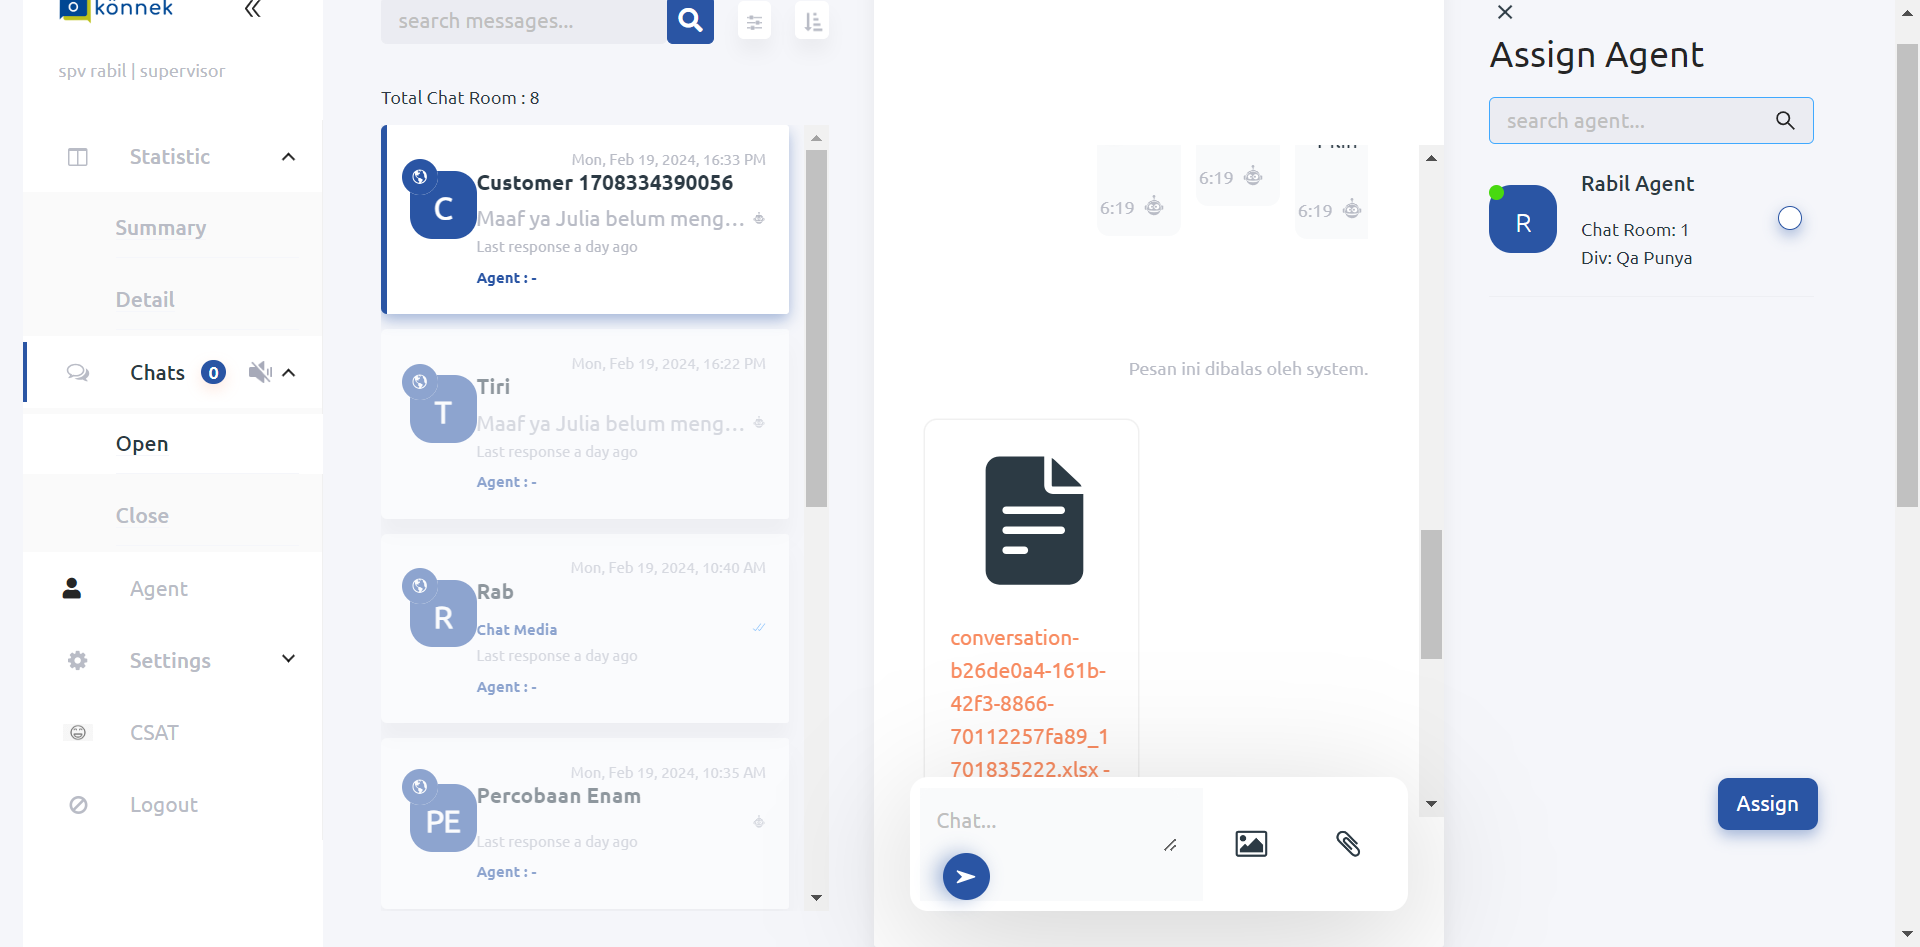 könnek
spv rabil | supervisor
Statistic
Summary
Detail
Chats 0
Open
Close
Agent
Settings
CSAT
Logout
search messages...
Total Chat Room : 8
Mon, Feb 19, 2024, 16:33 PM
C
Customer 1708334390056
Maaf ya Julia belum meng...
Last response a day ago
Agent : -
Mon, Feb 19, 2024, 16:22 PM
T
Tiri
Maaf ya Julia belum meng...
Last response a day ago
Agent : -
Mon, Feb 19, 2024, 10:40 AM
R
Rab
Chat Media
Last response a day ago
Agent : -
Mon, Feb 19, 2024, 10:35 AM
PE
Percobaan Enam
Last response a day ago
Agent : -
6:19
6:19
6:19
Pesan ini dibalas oleh system.
conversation-
b26de0a4-161b-
42f3-8866-
70112257fa89_1
701835222.xlsx -
Chat...
Assign Agent
search agent...
R
Rabil Agent
Chat Room: 1
Div: Qa Punya
Assign